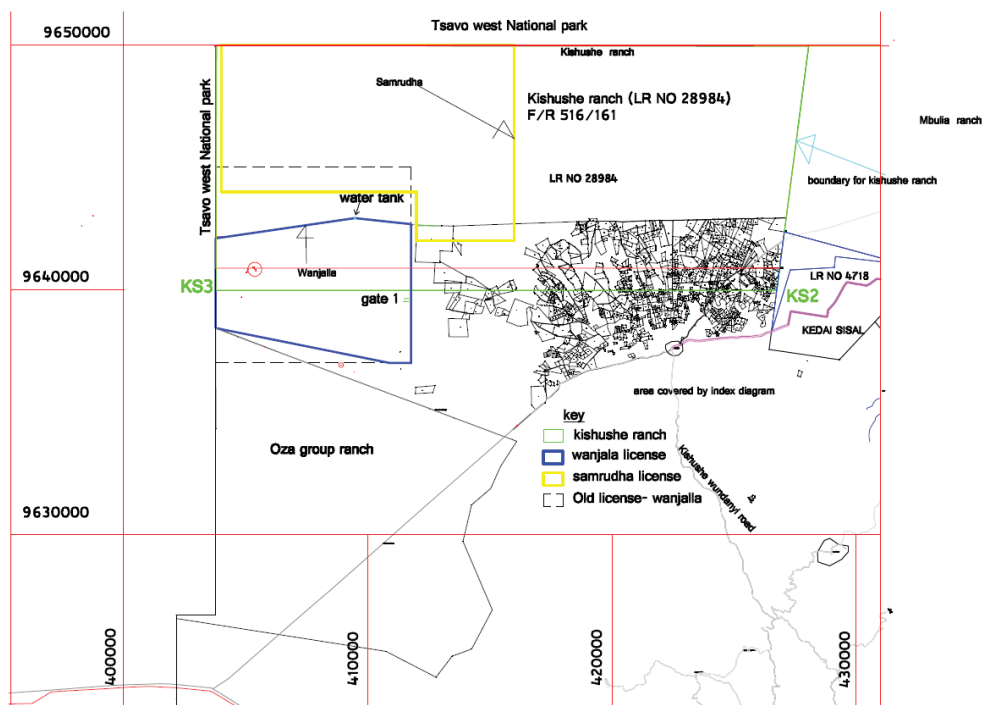 Tsavo west National park
9650000
Kishushe ranch
Samrudha
Kishushe ranch (LR NO 28984)
F/R 516/161
Mbulia ranch
Tsavo west National park
LR NO 28984
boundary for kishushe ranch
water tank
Wanjalla
9640000
KS3
gate 1
KS2
LR NO 4718
KEDAI SISAL
area covered by index diagram
key
kishushe ranch
wanjala license
samrudha license
Old license- wanjalla
Oza group ranch
Kishushe wundanyi road
9630000
400000
410000
420000
430000